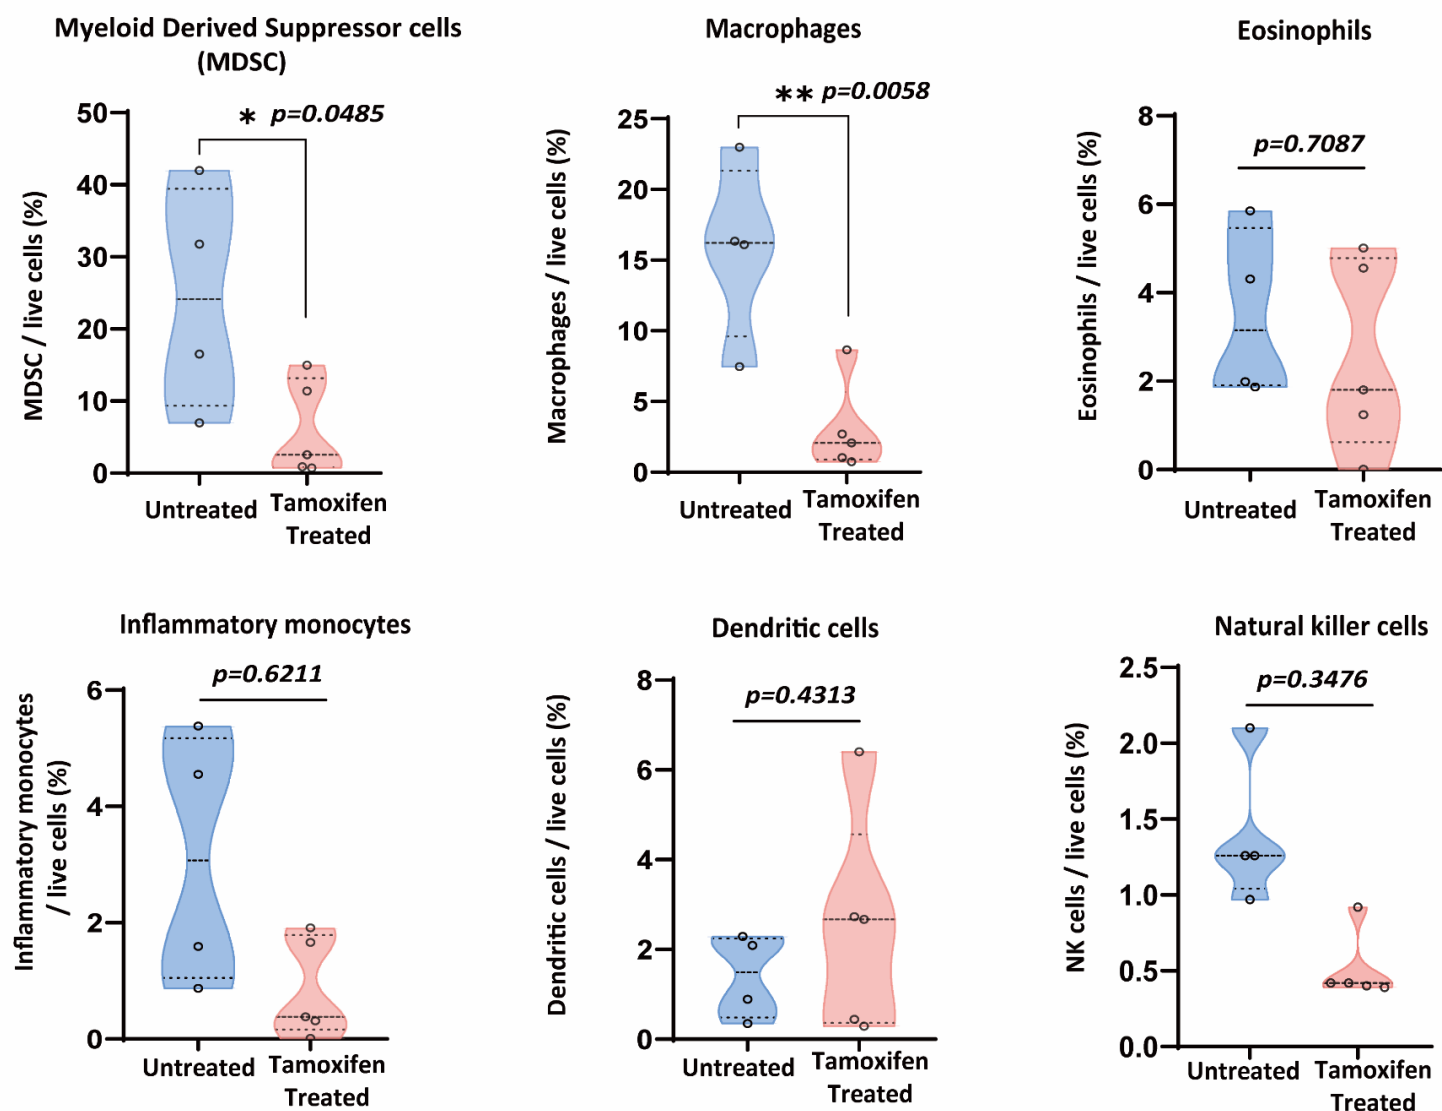 Myeloid Derived Suppressor cells
(MDSC)
* p=0.0485
MDSC / live cells (%)
50
40
30
20
10
0
Untreated
Tamoxifen
Treated
Macrophages
** p=0.0058
Macrophages / live cells (%)
25
20
15
10
5
0
Untreated
Tamoxifen
Treated
Eosinophils
p=0.7087
Eosinophils / live cells (%)
8
6
4
2
0
Untreated
Tamoxifen
Treated
Inflammatory monocytes
p=0.6211
Inflammatory monocytes
/ live cells (%)
6
4
2
0
Untreated
Tamoxifen
Treated
Dendritic cells
p=0.4313
Dendritic cells / live cells (%)
8
6
4
2
0
Untreated
Tamoxifen
Treated
Natural killer cells
p=0.3476
NK cells / live cells (%)
2.5
2.0
1.5
1.0
0.5
0.0
Untreated
Tamoxifen
Treated